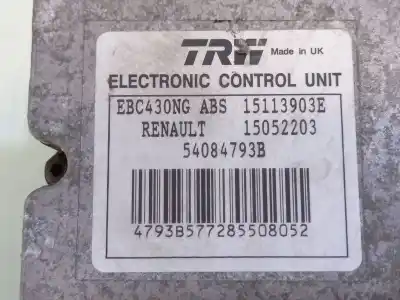 TRW Made in UK
ELECTRONIC CONTROL UNIT
EBC430NG ABS 15113903E
RENAULT 15052203
54084793B
4793B577285508052